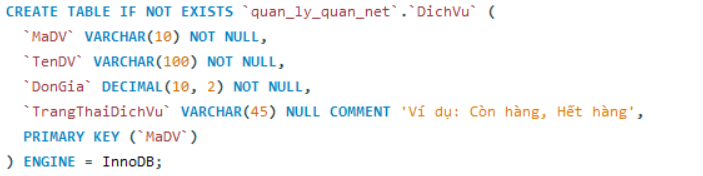 CREATE TABLE IF NOT EXISTS `quan_ly_quan_net`.`DichVu` (
  `MaDV` VARCHAR(10) NOT NULL,
  `TenDV` VARCHAR(100) NOT NULL,
  `DonGia` DECIMAL(10, 2) NOT NULL,
  `TrangThaiDichVu` VARCHAR(45) NULL COMMENT 'Ví dụ: Còn hàng, Hết hàng',
  PRIMARY KEY (`MaDV`)
) ENGINE = InnoDB;